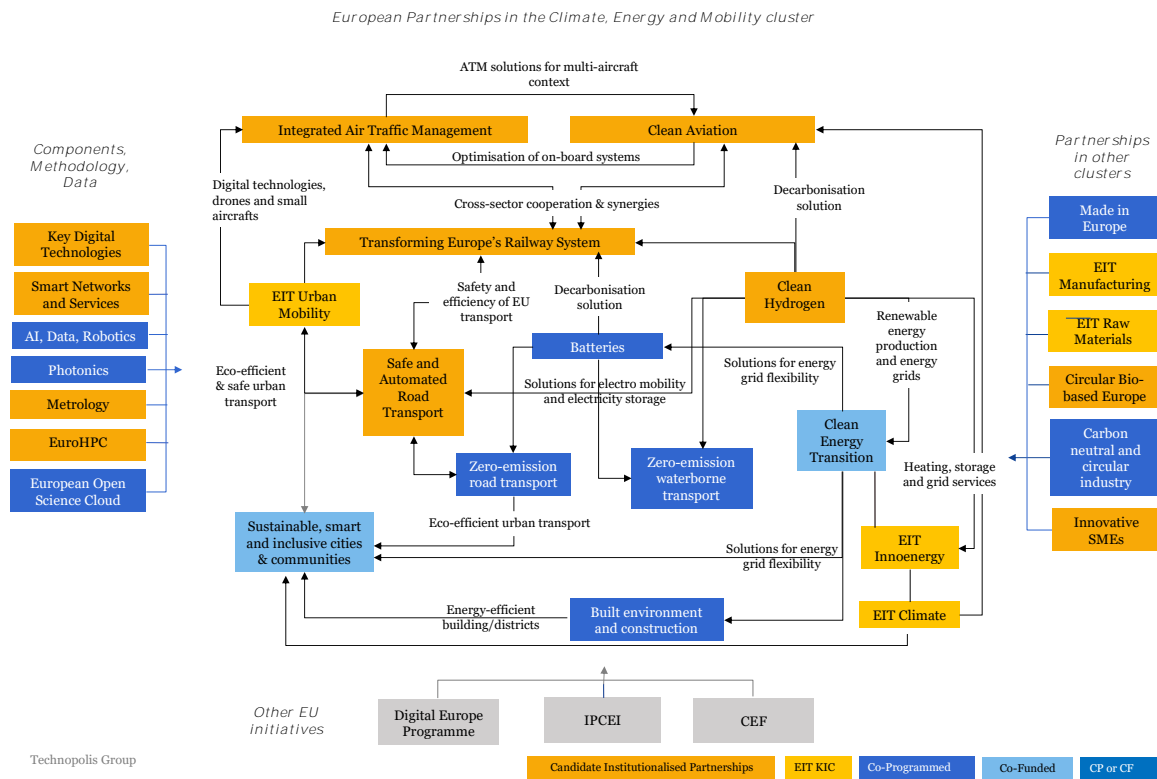 European Partnerships in the Climate, Energy and Mobility cluster
ATM solutions for multi-aircraft
context
Integrated Air Traffic Management
Clean Aviation
Optimisation of on-board systems
Components,
Methodology,
Data
Partnerships
in other
clusters
Digital technologies,
drones and small
aircrafts
Cross-sector cooperation & synergies
Decarbonisation
solution
Key Digital
Technologies
Smart Networks
and Services
AI, Data, Robotics
Photonics
Metrology
EuroHPC
European Open
Science Cloud
Transforming Europe's Railway System
EIT Urban
Mobility
Safety and
efficiency of EU
transport
Decarbonisation
solution
Clean
Hydrogen
Renewable
energy
production
and energy
grids
Made in
Europe
EIT
Manufacturing
EIT Raw
Materials
Circular Bio-
based Europe
Carbon
neutral and
circular
industry
Innovative
SMEs
Batteries
Eco-efficient
& safe urban
transport
Safe and
Automated
Road
Transport
Solutions for electro mobility
and electricity storage
Solutions for energy
grid flexibility
Clean
Energy
Transition
Zero-emission
road transport
Zero-emission
waterborne
transport
Heating, storage
and grid services
Eco-efficient urban transport
Sustainable, smart
and inclusive cities
& communities
Solutions for energy
grid flexibility
EIT
Innoenergy
Energy-efficient
building/districts
Built environment
and construction
EIT Climate
Other EU
initiatives
Digital Europe
Programme
IPCEI
CEF
Technopolis Group
Candidate Institutionalised Partnerships
EIT KIC
Co-Programmed
Co-Funded
CP or CF